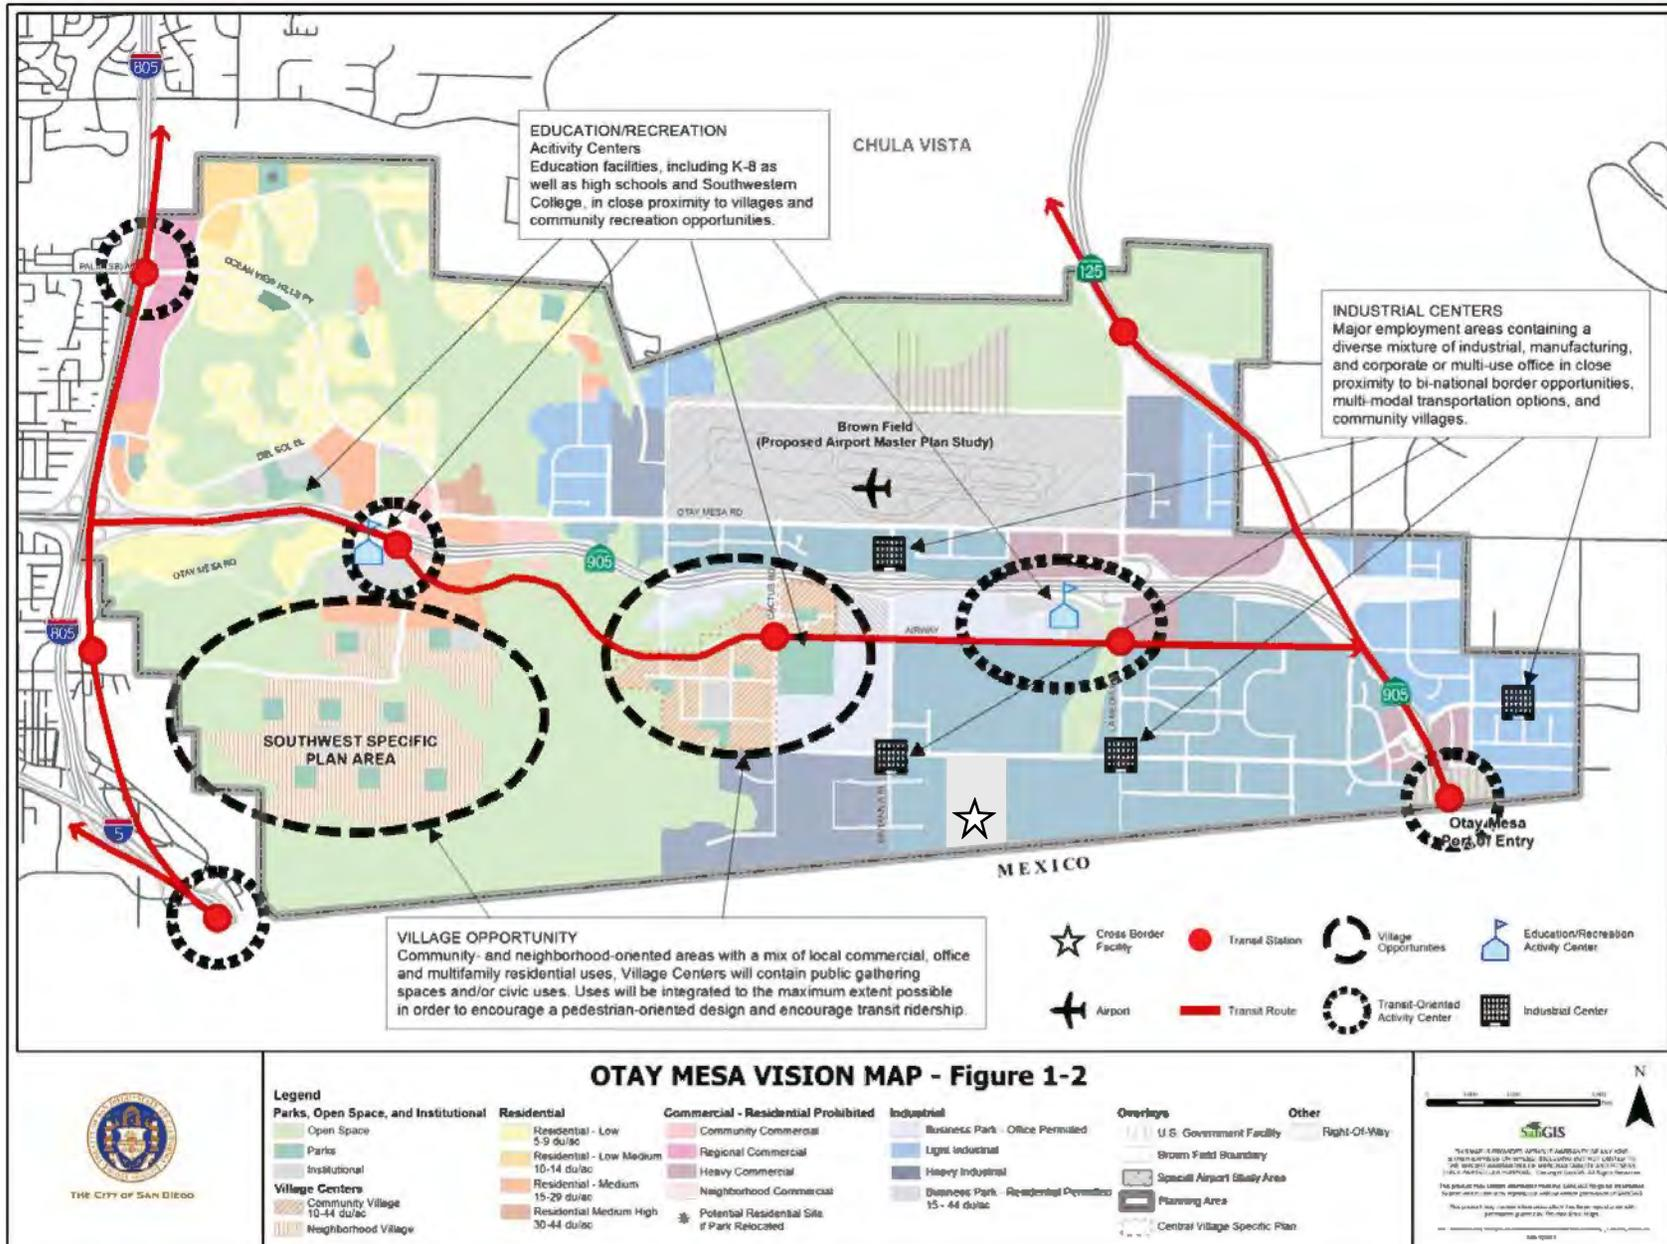 805
EDUCATION/RECREATION
Acitivity Centers
Education facilities, including K-8 as
well as high schools and Southwestern
College, in close proximity to villages and
community recreation opportunities.
CHULA VISTA
125
INDUSTRIAL CENTERS
Major employment areas containing a
diverse mixture of industrial, manufacturing,
and corporate or multi-use office in close
proximity to bi-national border opportunities,
multi-modal transportation options, and
community villages.
OCEAN VIEW HILLS PY
Brown Field
(Proposed Airport Master Plan Study)
DEL SOL BL
OTAY MESA RD
OTAY MESA RD
905
CACTUS RD
AIRWAY
805
905
SOUTHWEST SPECIFIC
PLAN AREA
5
Otay Mesa
Port of Entry
MEXICO
VILLAGE OPPORTUNITY
Community- and neighborhood-oriented areas with a mix of local commercial, office
and multifamily residential uses, Village Centers will contain public gathering
spaces and/or civic uses. Uses will be integrated to the maximum extent possible
in order to encourage a pedestrian-oriented design and encourage transit ridership.
Cross Border
Facility
Transit Station
Village
Opportunities
Education/Recreation
Activity Center
Airport
Transit Route
Transit-Oriented
Activity Center
Industrial Center
THE CITY OF SAN DIEGO
OTAY MESA VISION MAP - Figure 1-2
Legend
Parks, Open Space, and Institutional
Open Space
Parks
Institutional
Village Centers
Community Village
10-44 du/ac
Neighborhood Village
Residential
Residential - Low
5-9 du/ac
Residential - Low Medium
10-14 du/ac
Residential - Medium
15-29 du/ac
Residential Medium High
30-44 du/ac
Commercial - Residential Prohibited
Community Commercial
Regional Commercial
Heavy Commercial
Neighborhood Commercial
Potential Residential Site
if Park Relocated
Industrial
Business Park - Office Permitted
Light Industrial
Heavy Industrial
Business Park - Residential Permitted
15 - 44 du/ac
Overlays
U.S. Government Facility
Brown Field Boundary
Special Airport Study Area
Planning Area
Central Village Specific Plan
Other
Right-Of-Way
N
SanGIS